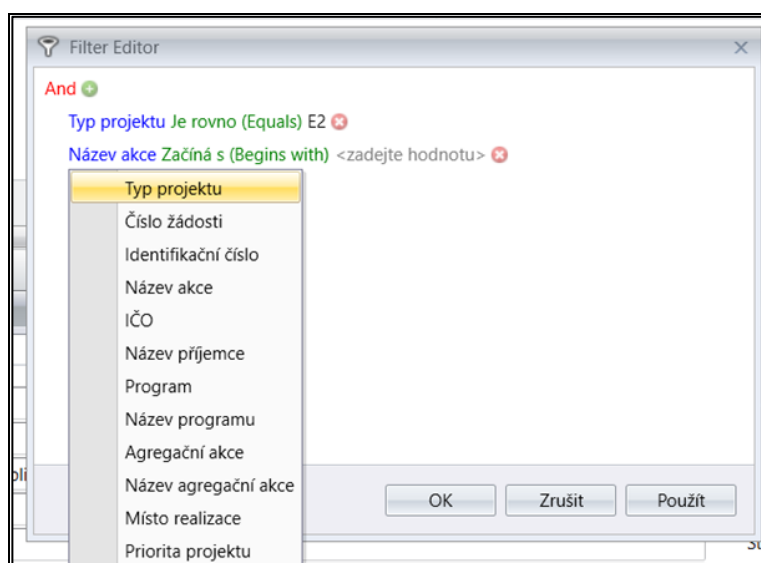 Filter Editor
And
Typ projektu Je rovno (Equals) E2
Název akce Začíná s (Begins with) <zadejte hodnotu>
Typ projektu
Číslo žádosti
Identifikační číslo
Název akce
IČO
Název příjemce
Program
Název programu
Agregační akce
Název agregační akce
Místo realizace
Priorita projektu
OK Zrušit Použít